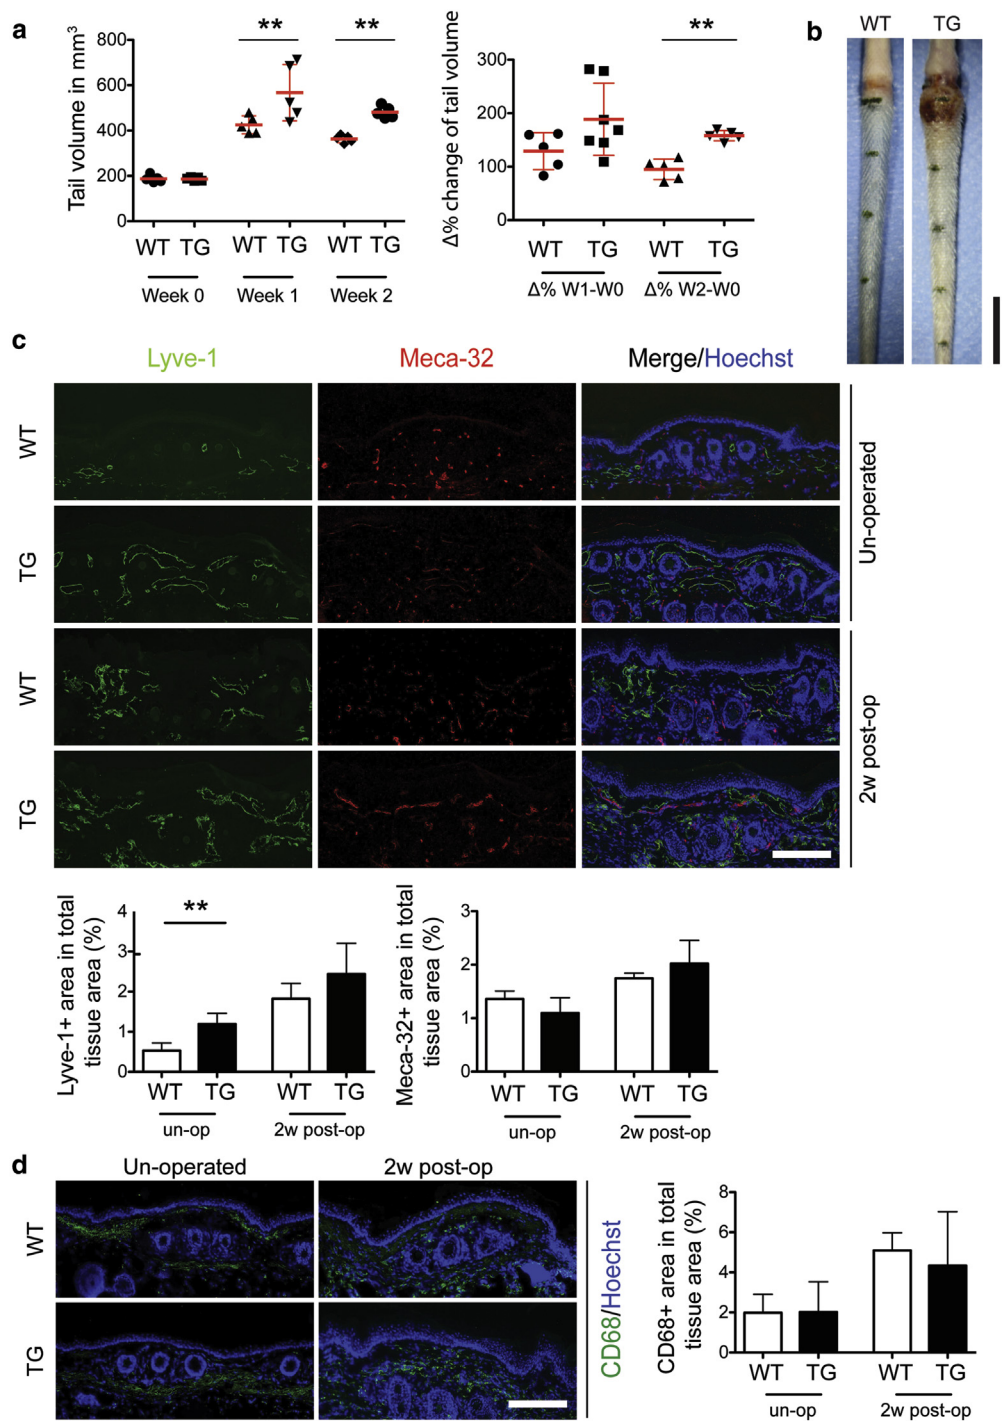 a
Tail volume in mm³
800
600
400
200
0
**
**
WT TG WT TG WT TG
Week 0 Week 1 Week 2
Δ% change of tail volume
300
200
100
0
**
WT TG WT TG
Δ% W1-W0 Δ% W2-W0
b
WT TG
c
Lyve-1 Meca-32 Merge/Hoechst
WT
TG
Un-operated
WT
TG
2w post-op
Lyve-1+ area in total
tissue area (%)
4
3
2
1
0
**
WT TG WT TG
un-op 2w post-op
Meca-32+ area in total
tissue area (%)
3
2
1
0
WT TG WT TG
un-op 2w post-op
d
Un-operated 2w post-op
WT
TG
CD68/Hoechst
CD68+ area in total
tissue area (%)
8
6
4
2
0
WT TG WT TG
un-op 2w post-op